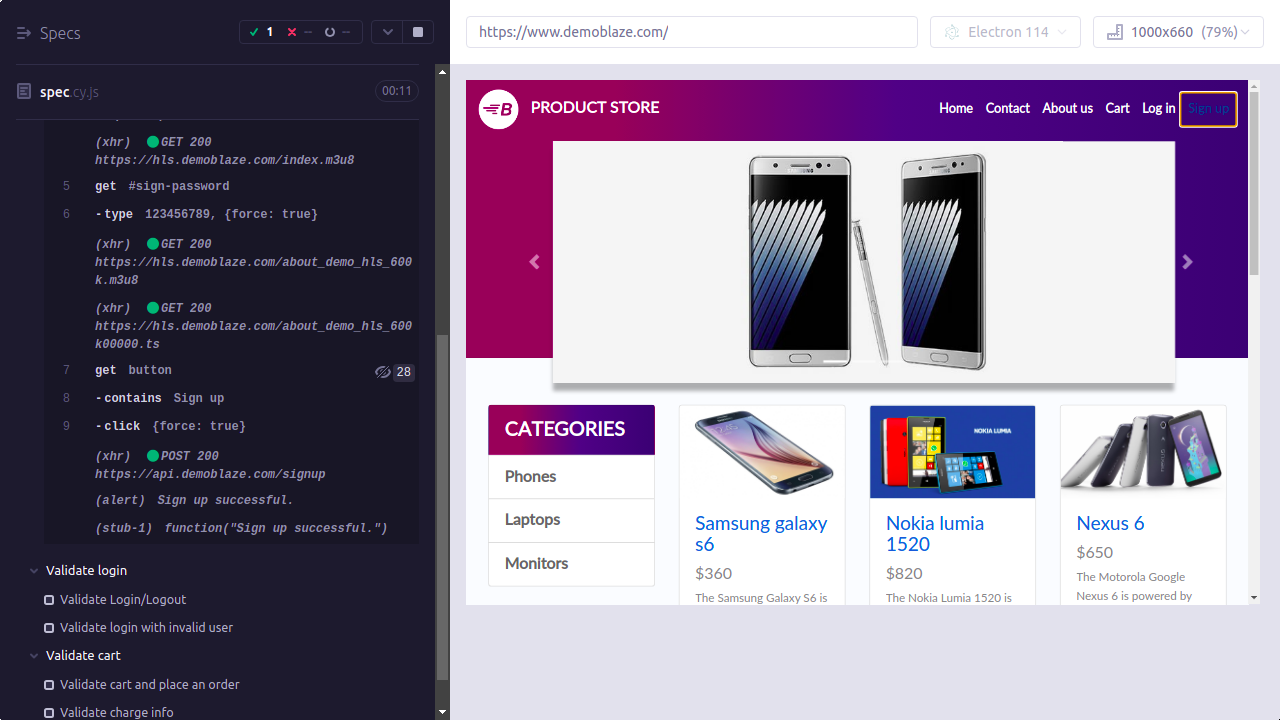 Specs
1
--
--
spec.cy.js
00:11
(xhr) GET 200
https://hls.demoblaze.com/index.m3u8
5 get #sign-password
6 -type 123456789, {force: true}
(xhr) GET 200
https://hls.demoblaze.com/about_demo_hls_600
k.m3u8
(xhr) GET 200
https://hls.demoblaze.com/about_demo_hls_600
k00000.ts
7 get button 28
8 -contains Sign up
9 -click {force: true}
(xhr) POST 200
https://api.demoblaze.com/signup
(alert) Sign up successful.
(stub-1) function("Sign up successful.")
Validate login
Validate Login/Logout
Validate login with invalid user
Validate cart
Validate cart and place an order
Validate charge info
https://www.demoblaze.com/
Electron 114
1000x660 (79%)
B PRODUCT STORE
Home Contact About us Cart Log in Sign up
SAMSUNG
CATEGORIES
Phones
Laptops
Monitors
Samsung galaxy
s6
$360
The Samsung Galaxy S6 is
NOKIA LUMIA
Nokia lumia
1520
$820
The Nokia Lumia 1520 is
Nexus 6
$650
The Motorola Google
Nexus 6 is powered by